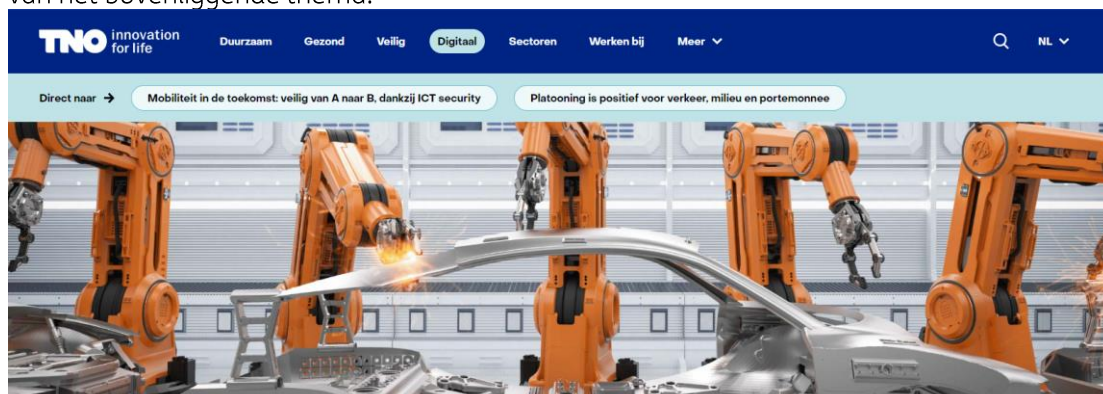 van het bovenliggende thema.
TNO innovation for life
Duurzaam Gezond Veilig Digitaal Sectoren Werken bij Meer NL
Direct naar → Mobiliteit in de toekomst: veilig van A naar B, dankzij ICT security Platooning is positief voor verkeer, milieu en portemonnee